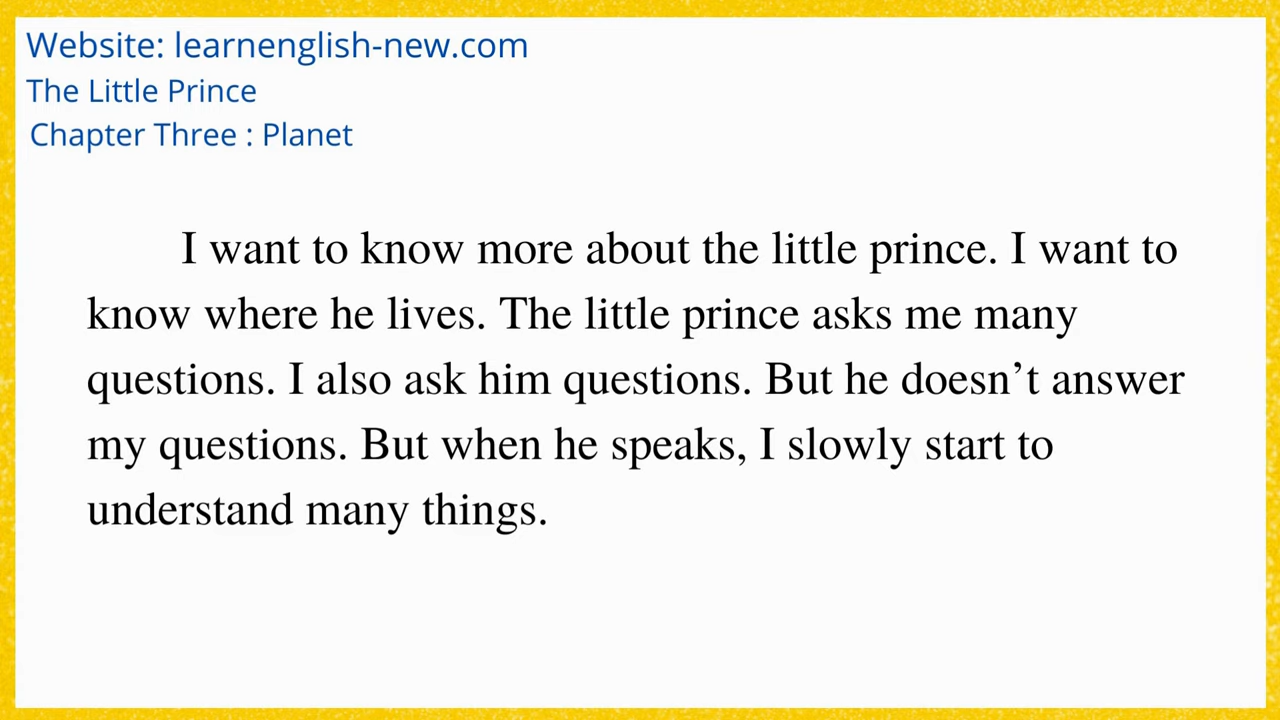 Website: learnenglish-new.com
The Little Prince
Chapter Three : Planet
I want to know more about the little prince. I want to
know where he lives. The little prince asks me many
questions. I also ask him questions. But he doesn’t answer
my questions. But when he speaks, I slowly start to
understand many things.